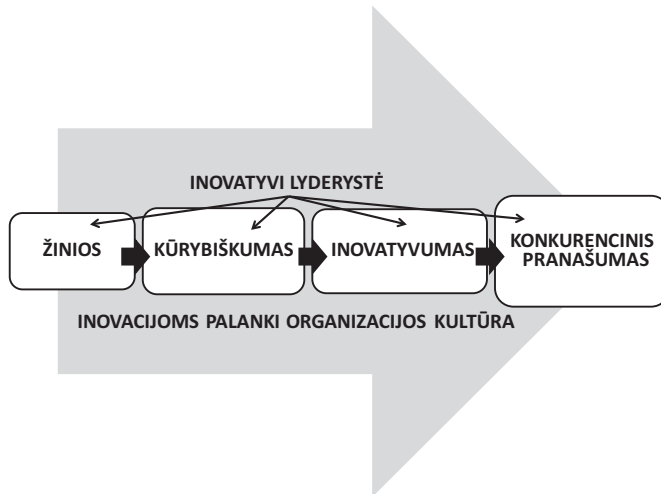 INOVATYVI LYDERYSTĖ
ŽINIOS
KŪRYBIŠKUMAS
INOVATYVUMAS
KONKURENCINIS
PRANAŠUMAS
INOVACIJOMS PALANKI ORGANIZACIJOS KULTŪRA